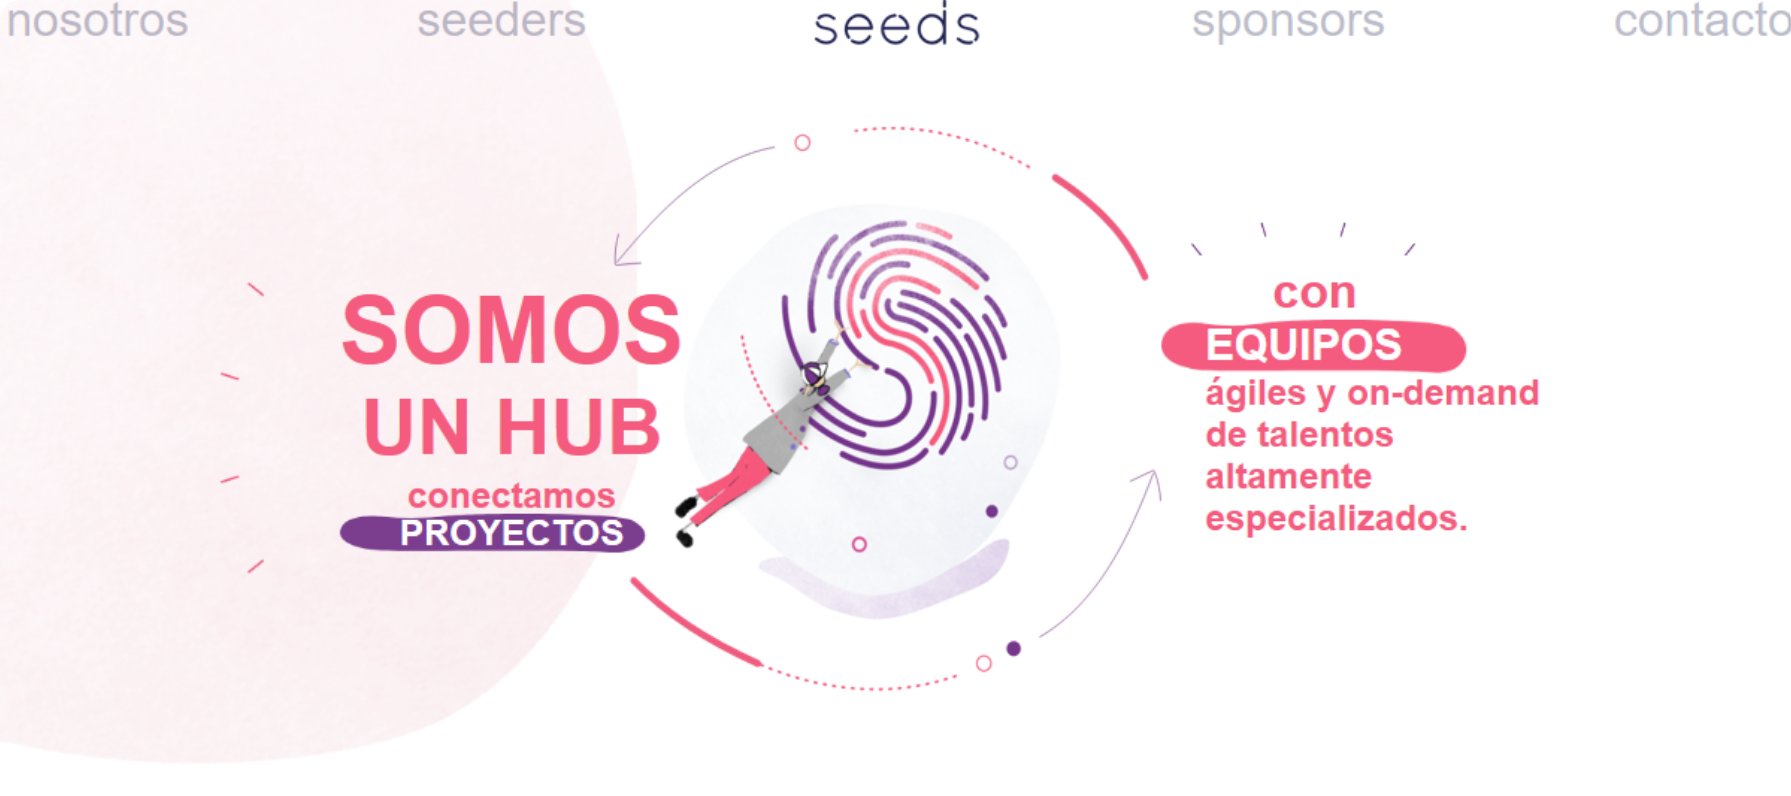 nosotros seeders seeds sponsors contacto
SOMOS
UN HUB
conectamos
PROYECTOS
con
EQUIPOS
ágiles y on-demand
de talentos
altamente
especializados.